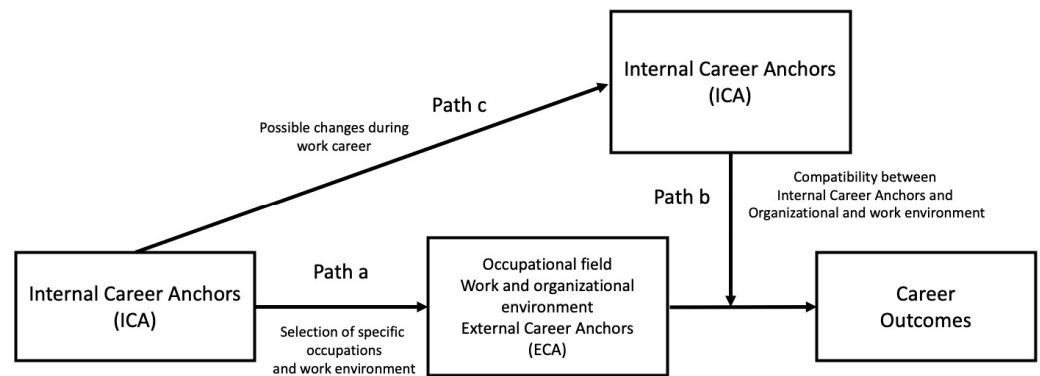 Internal Career Anchors
(ICA)
Path c
Possible changes during
work career
Path b
Compatibility between
Internal Career Anchors and
Organizational and work environment
Internal Career Anchors
(ICA)
Path a
Selection of specific
occupations
and work environment
Occupational field
Work and organizational
environment
External Career Anchors
(ECA)
Career
Outcomes